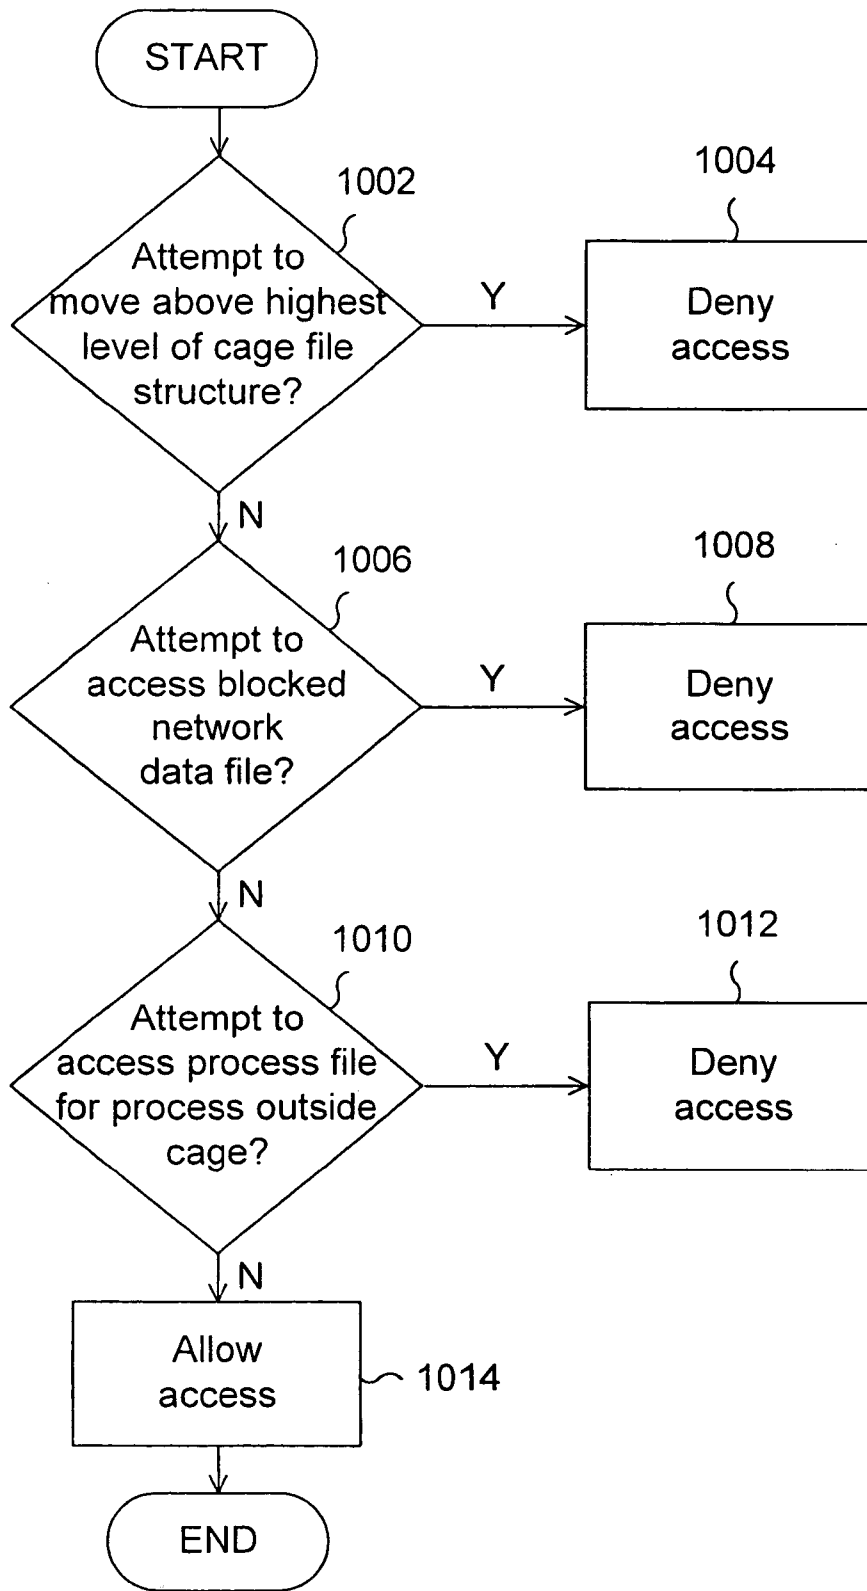 START
1002
Attempt to
move above highest
level of cage file
structure?
Y
1004
Deny
access
N
1006
Attempt to
access blocked
network
data file?
Y
1008
Deny
access
N
1010
Attempt to
access process file
for process outside
cage?
Y
1012
Deny
access
N
Allow
access
1014
END